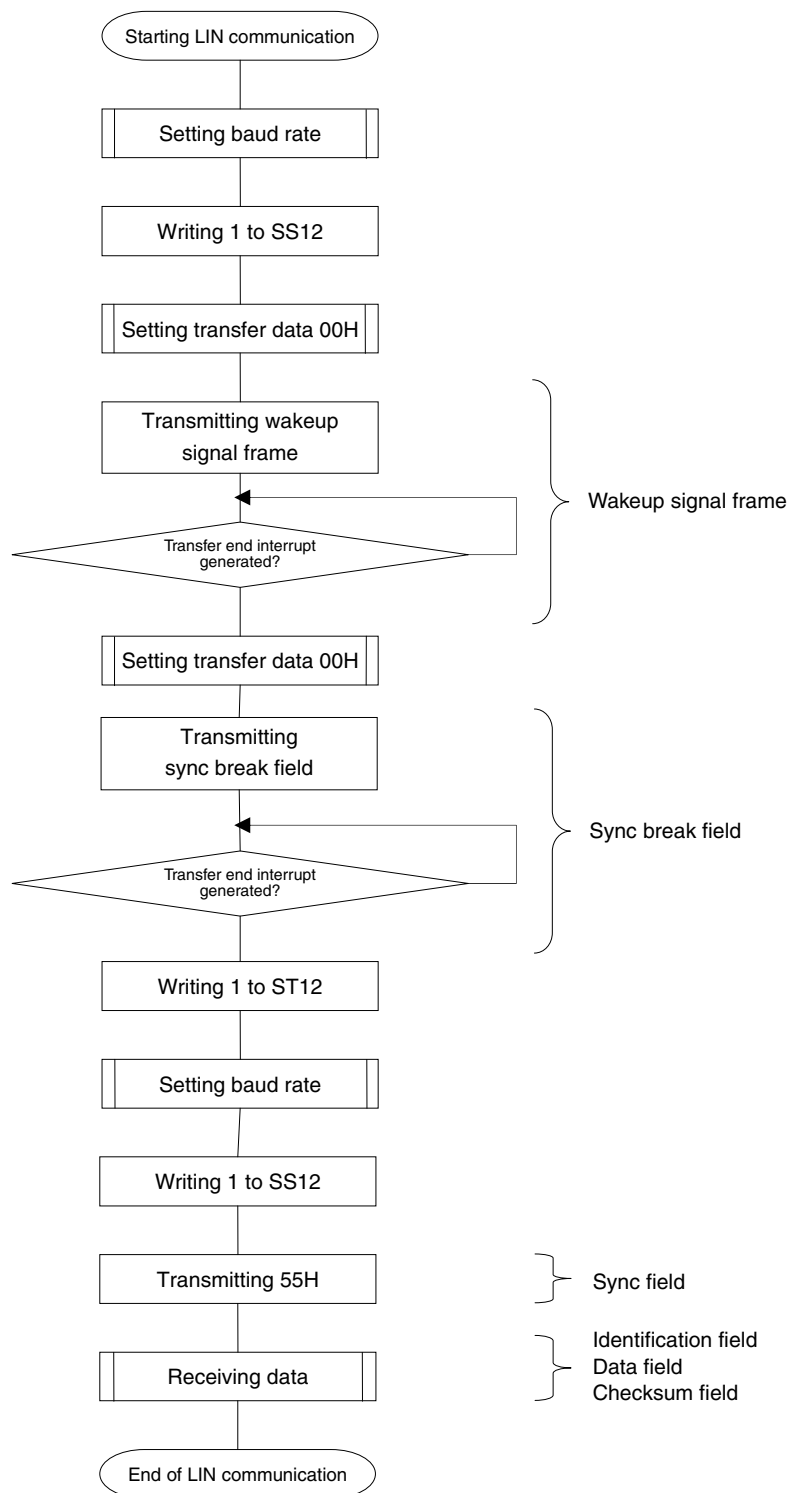 Starting LIN communication
Setting baud rate
Writing 1 to SS12
Setting transfer data 00H
Transmitting wakeup
signal frame
Wakeup signal frame
Transfer end interrupt
generated?
Setting transfer data 00H
Transmitting
sync break field
Sync break field
Transfer end interrupt
generated?
Writing 1 to ST12
Setting baud rate
Writing 1 to SS12
Transmitting 55H
Sync field
Receiving data
Identification field
Data field
Checksum field
End of LIN communication